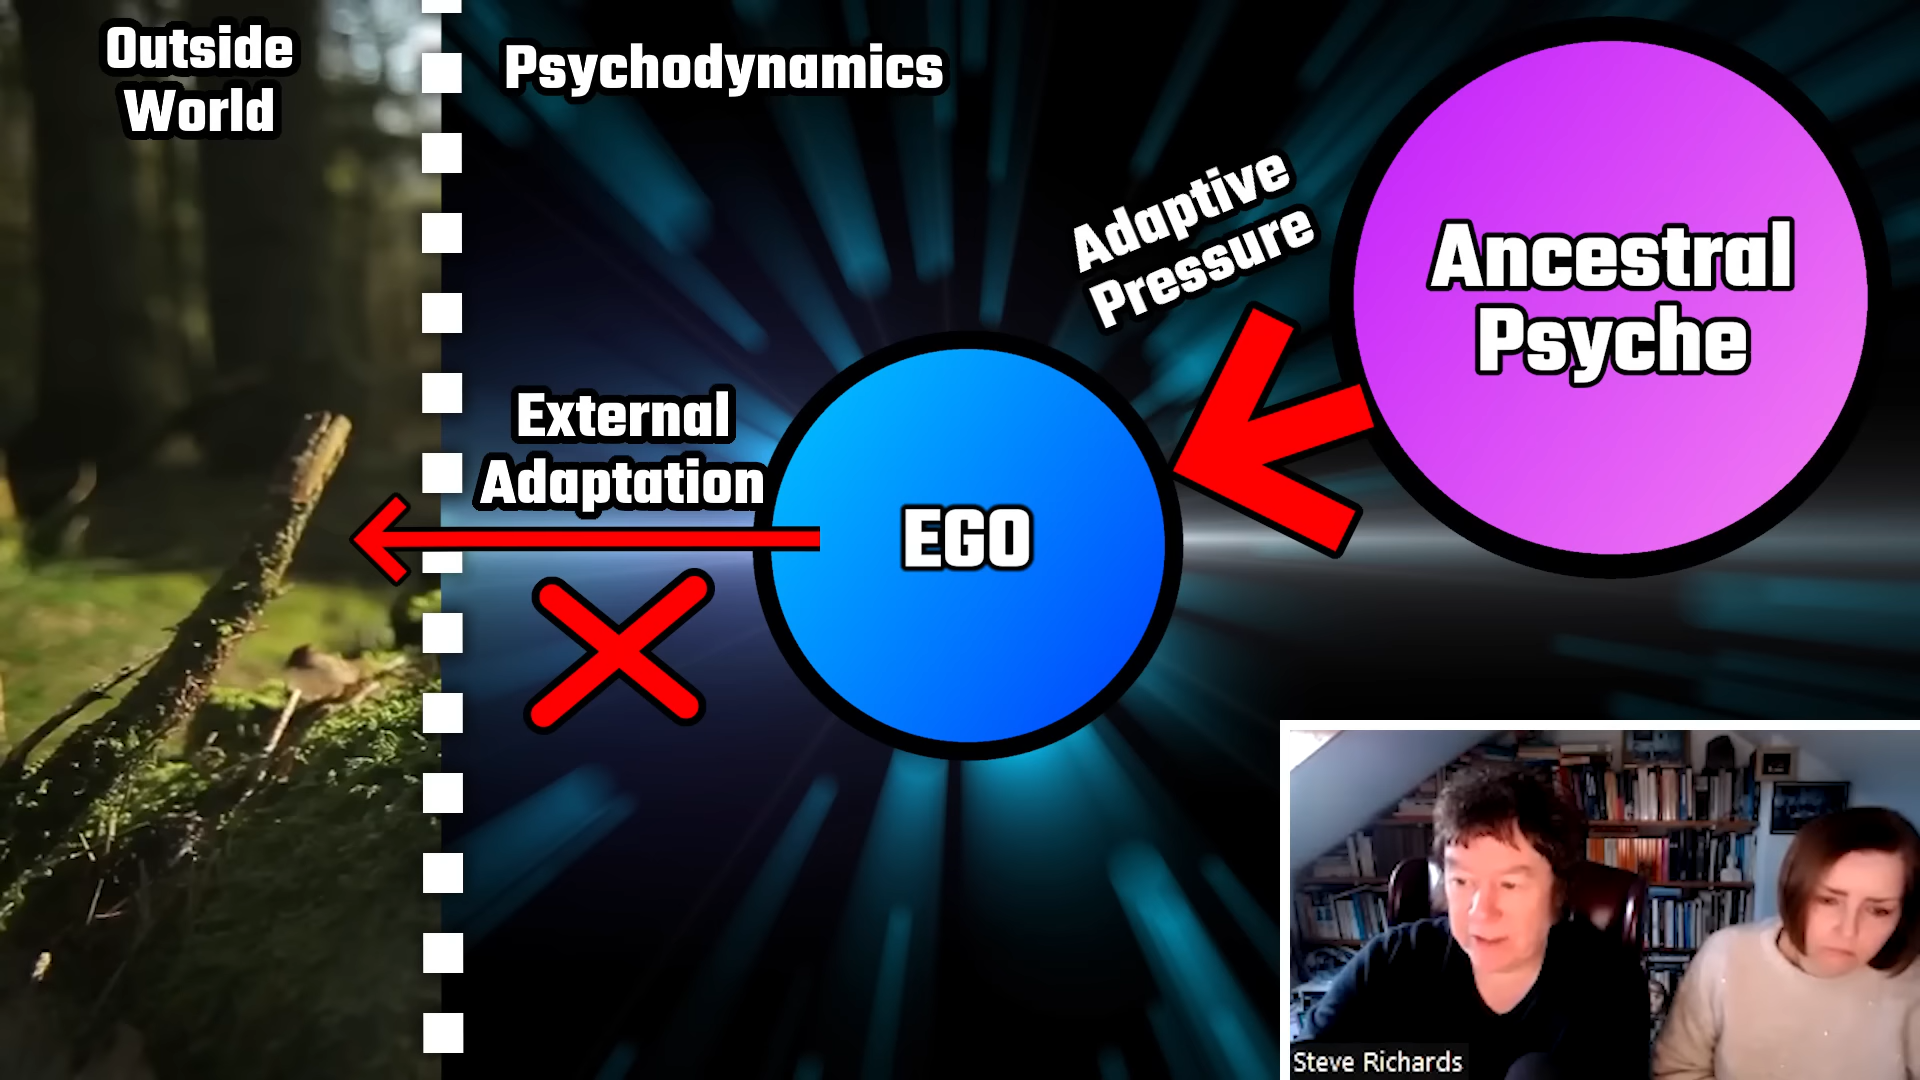 Outside
World
Psychodynamics
Adaptive
Pressure
Ancestral
Psyche
External
Adaptation
EGO
Steve Richards